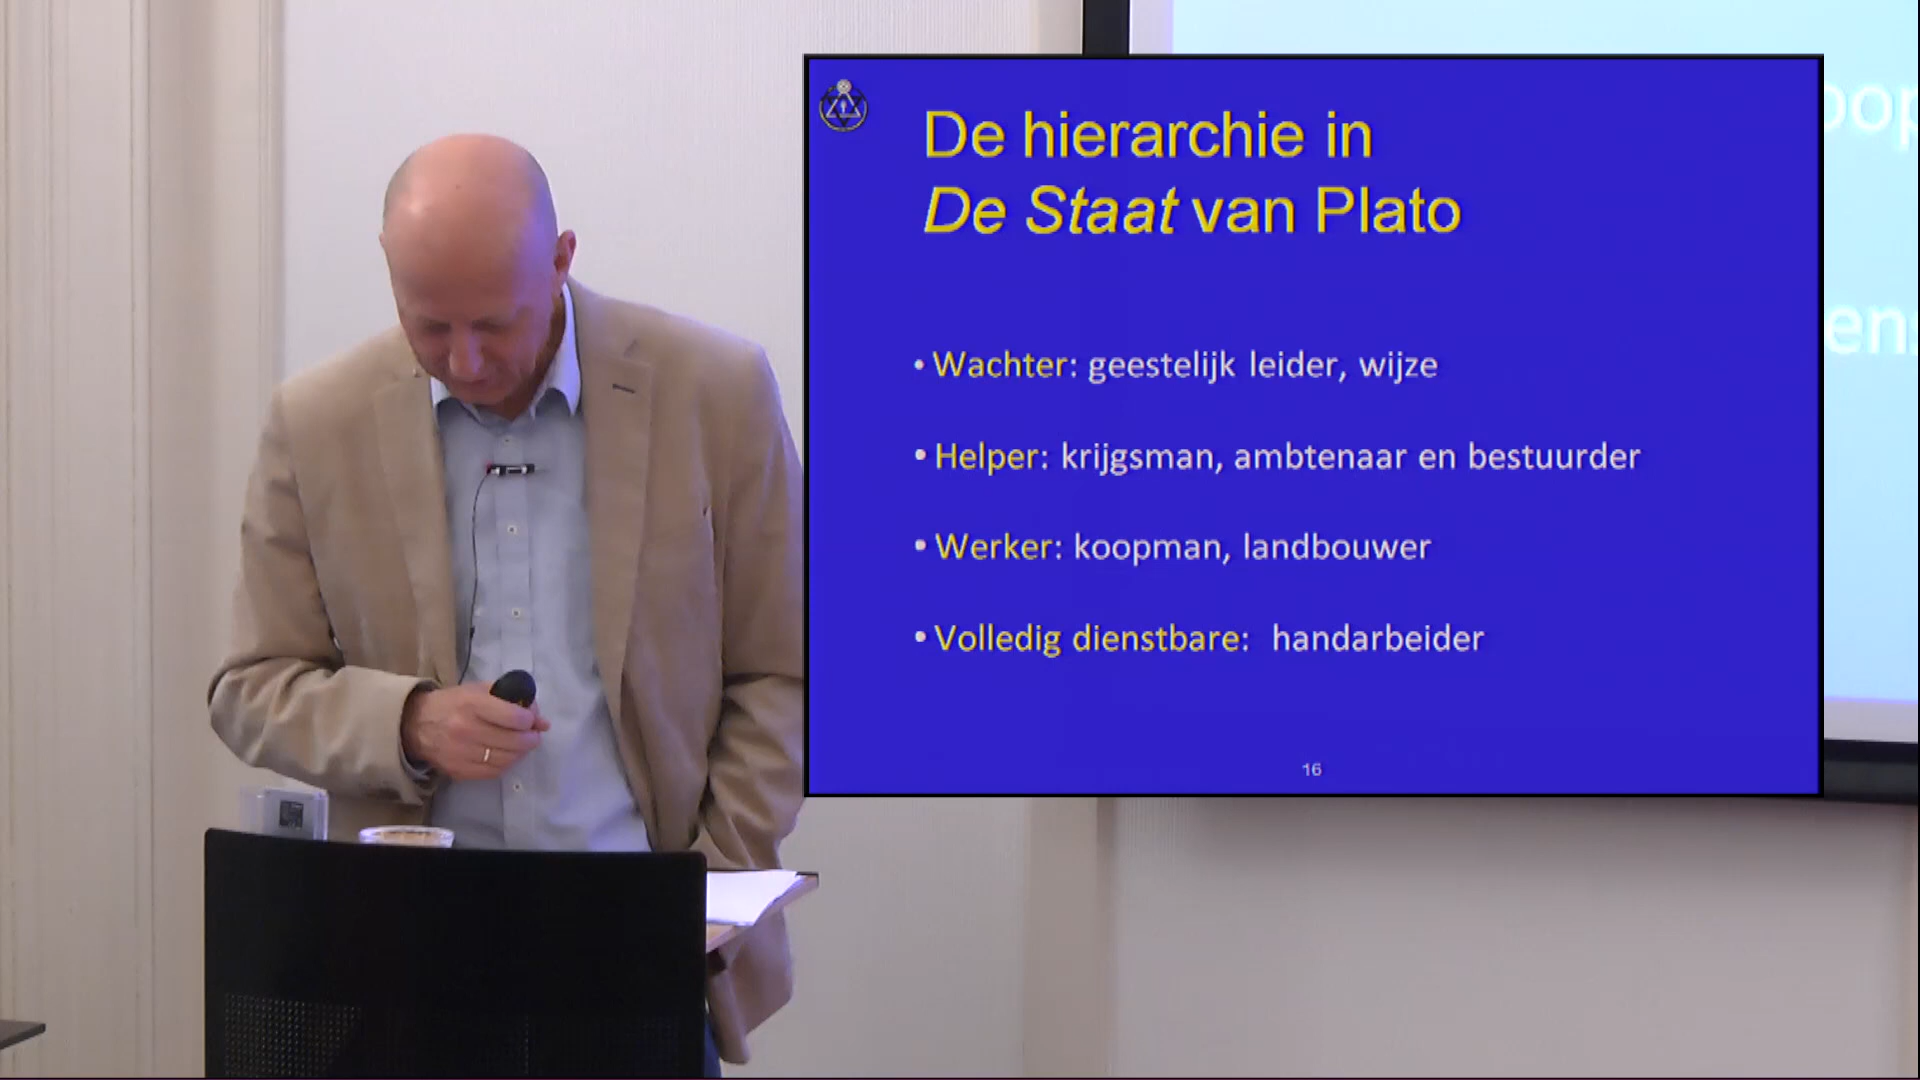 De hierarchie in
De Staat van Plato
• Wachter: geestelijk leider, wijze
• Helper: krijgsman, ambtenaar en bestuurder
• Werker: koopman, landbouwer
• Volledig dienstbare: handarbeider
16